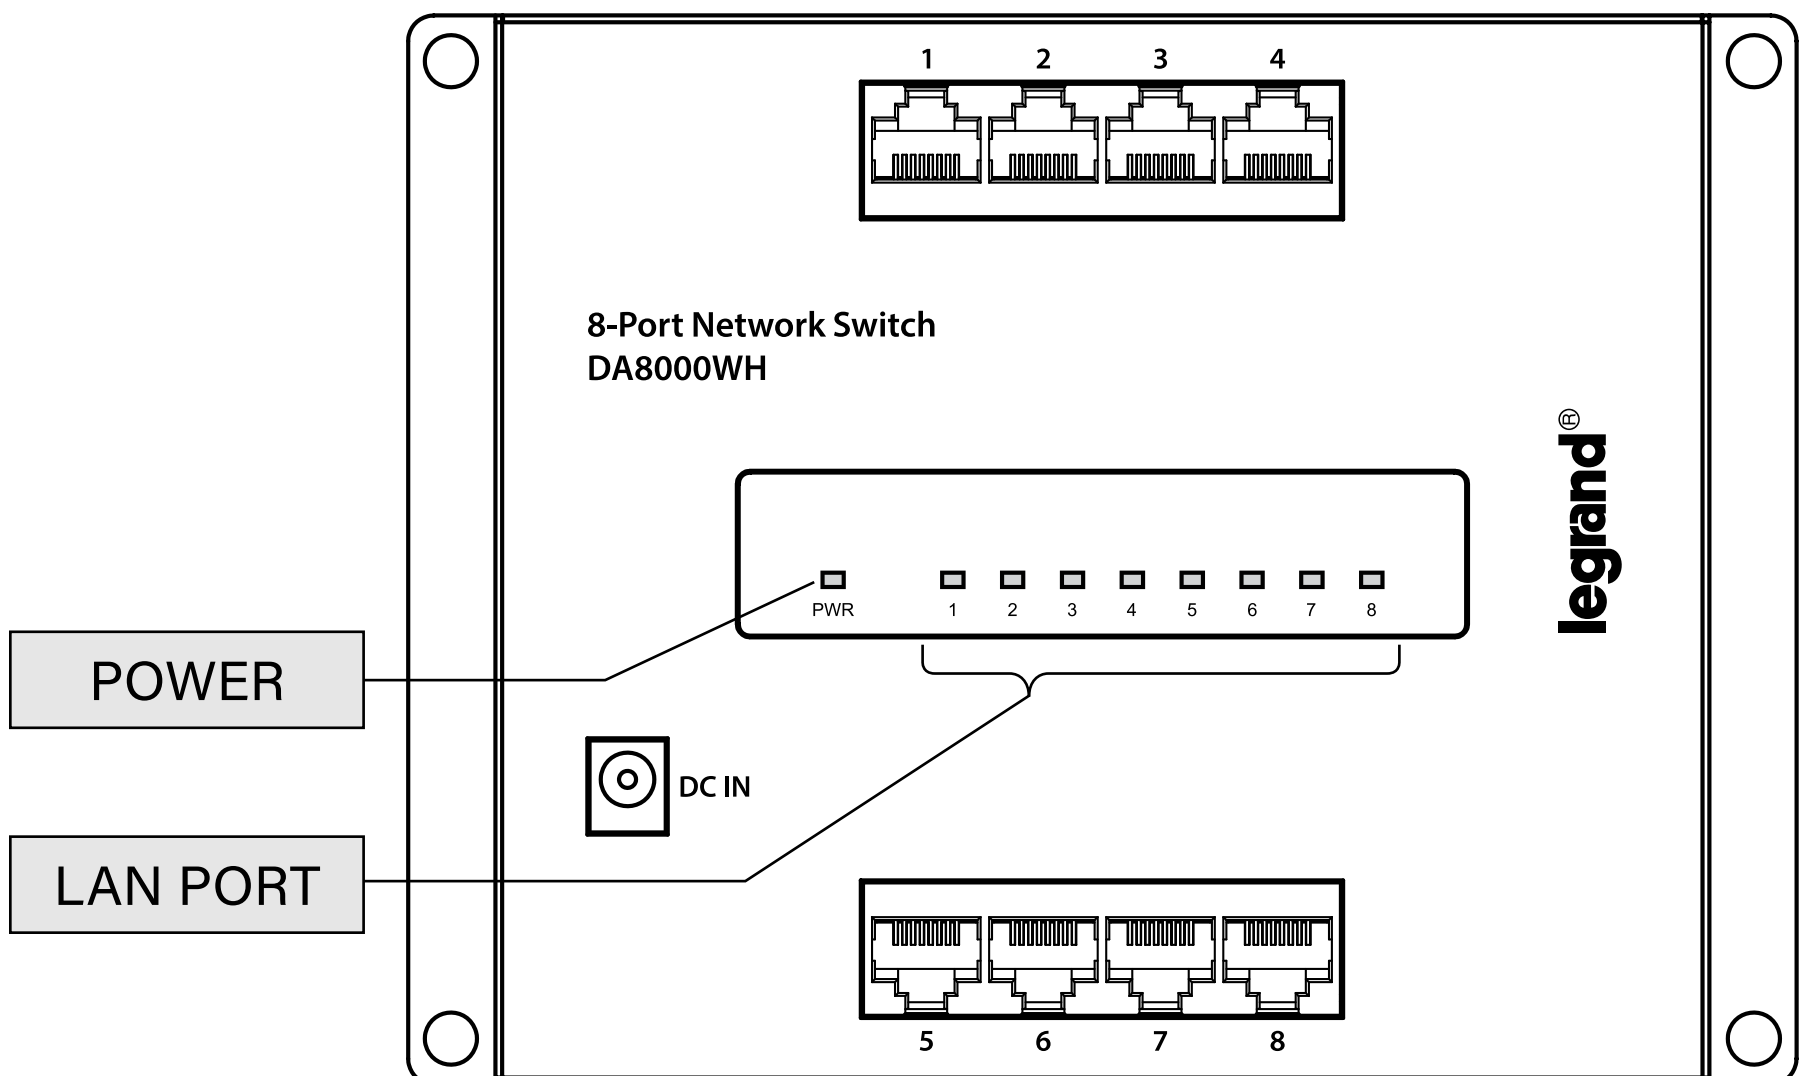 1 2 3 4
8-Port Network Switch
DA8000WH
legrand®
PWR 1 2 3 4 5 6 7 8
POWER
DC IN
LAN PORT
5 6 7 8